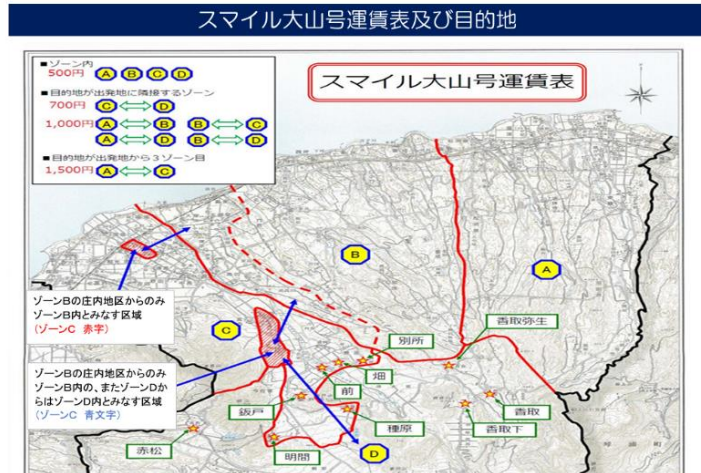 スマイル大山号運賃表及び目的地
■ゾーン内
500円 A B C D
■目的地が出発地に隣接するゾーン
700円 C⇔D
1,000円 A⇔B B⇔C
A⇔D B⇔D
■目的地が出発地から3ゾーン目
1,500円 A⇔C
スマイル大山号運賃表
B
A
ゾーンBの庄内地区からのみ
ゾーンB内とみなす区域
(ゾーンC 赤字)
C
香取弥生
別所
ゾーンBの庄内地区からのみ
ゾーンB内の、またゾーンDか
らはゾーンD内とみなす区域
(ゾーンC 青文字)
畑
前
鈑戸
種原
香取
香取下
赤松
明間
D